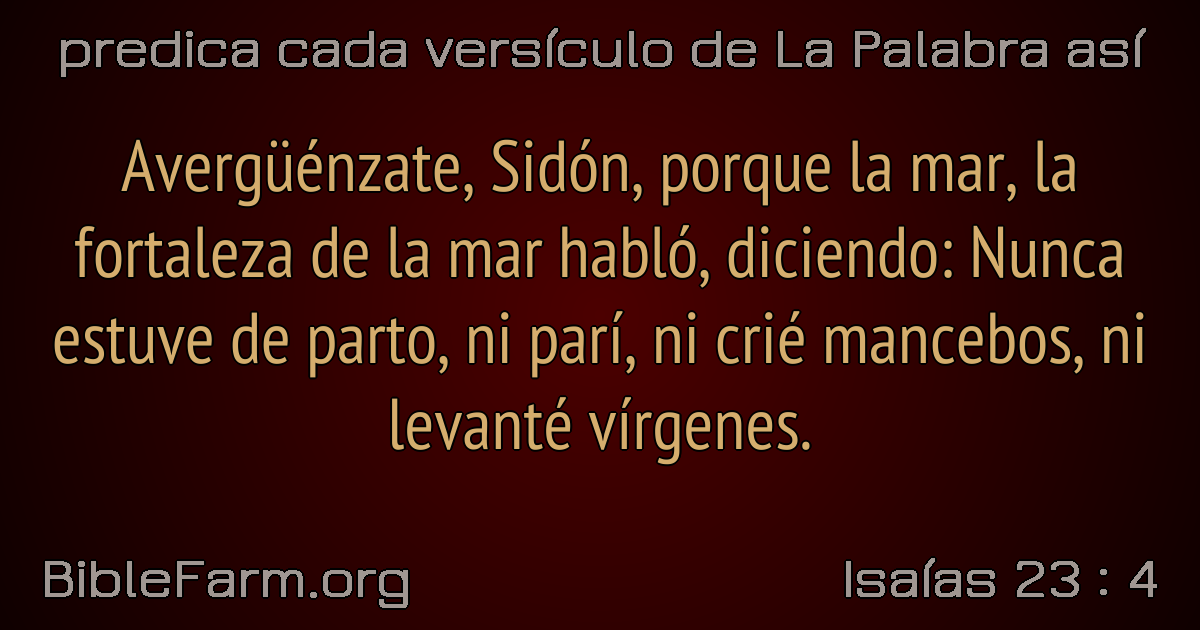 predica cada versículo de La Palabra así
Avergüénzate, Sidón, porque la mar, la
fortaleza de la mar habló, diciendo: Nunca
estuve de parto, ni parí, ni crié mancebos, ni
levanté vírgenes.
BibleFarm.org
Isaías 23 : 4